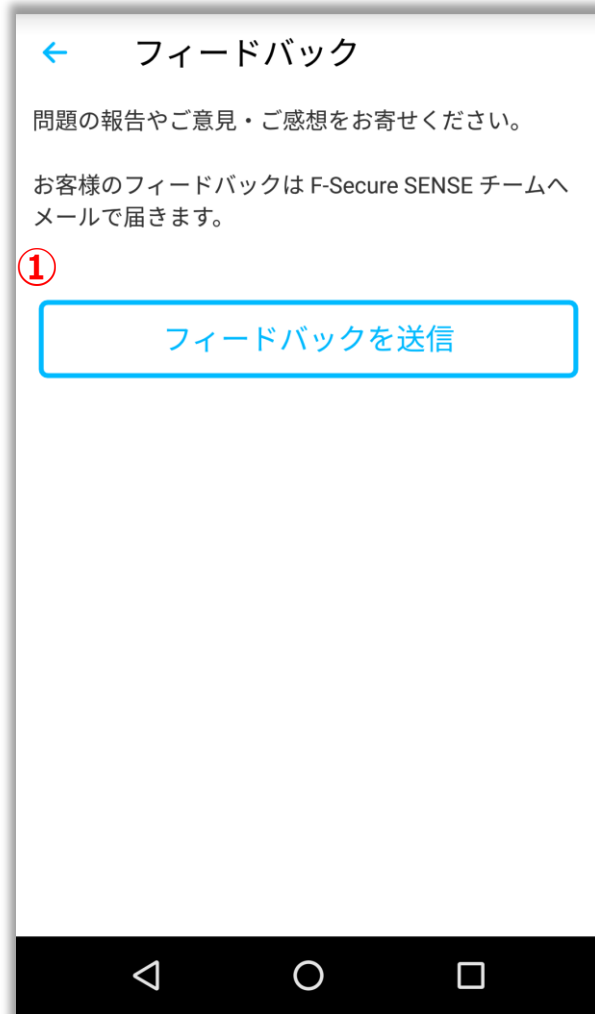 フィードバック
問題の報告やご意見・ご感想をお寄せください。
お客様のフィードバックは F-Secure SENSE チームへ
メールで届きます。
①
フィードバックを送信